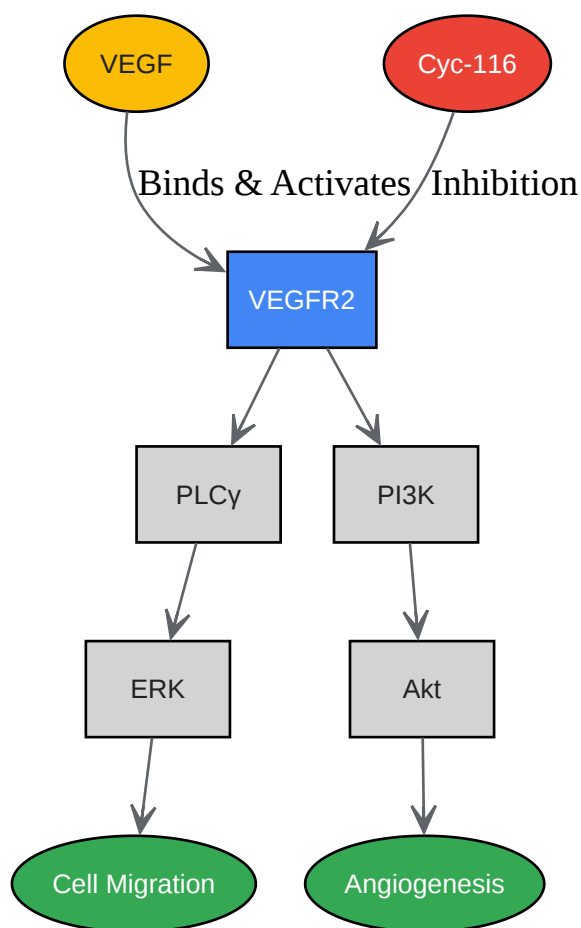 VEGF
Cyc-116
Binds & Activates
Inhibition
VEGFR2
PLCγ
PI3K
ERK
Akt
Cell Migration
Angiogenesis